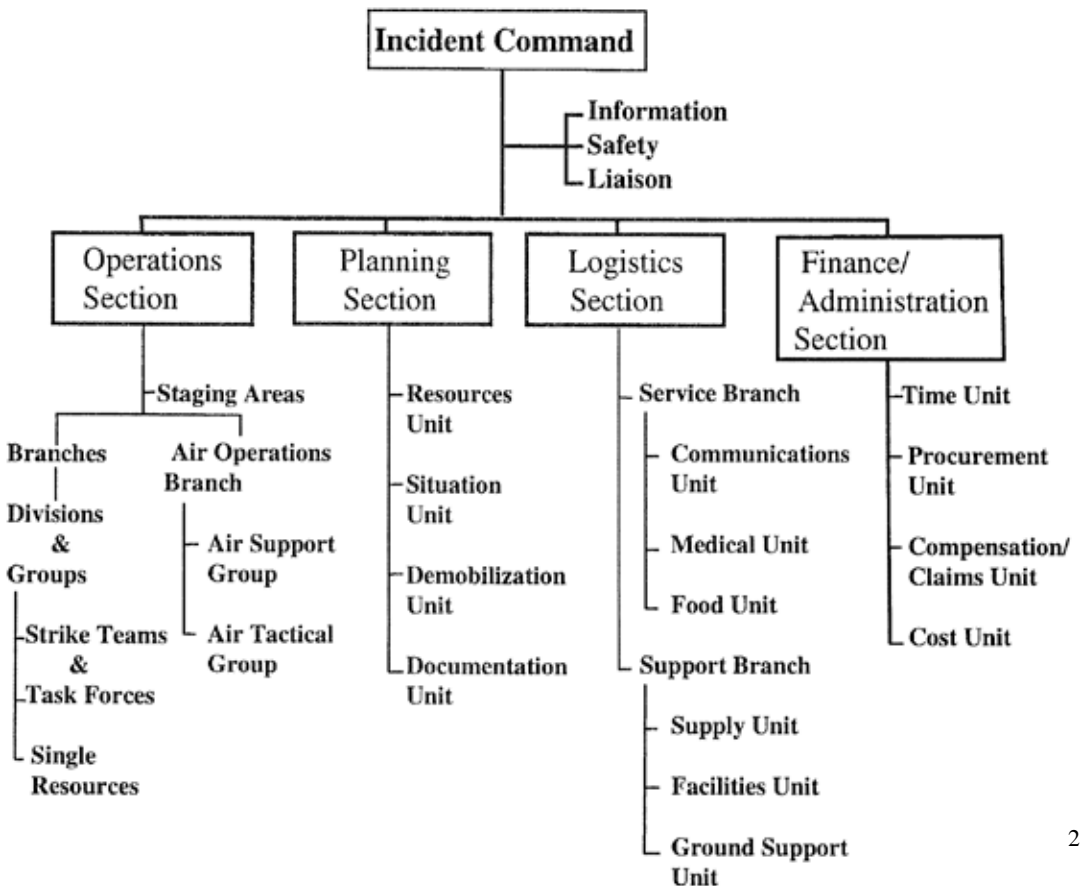 Incident Command
Information
Safety
Liaison
Operations
Section
Planning
Section
Logistics
Section
Finance/
Administration
Section
Staging Areas
Branches
Air Operations
Branch
Divisions
&
Groups
Air Support
Group
Strike Teams
&
Task Forces
Air Tactical
Group
Single
Resources
Resources
Unit
Situation
Unit
Demobilization
Unit
Documentation
Unit
Service Branch
Communications
Unit
Medical Unit
Food Unit
Support Branch
Supply Unit
Facilities Unit
Ground Support
Unit
Time Unit
Procurement
Unit
Compensation/
Claims Unit
Cost Unit
2